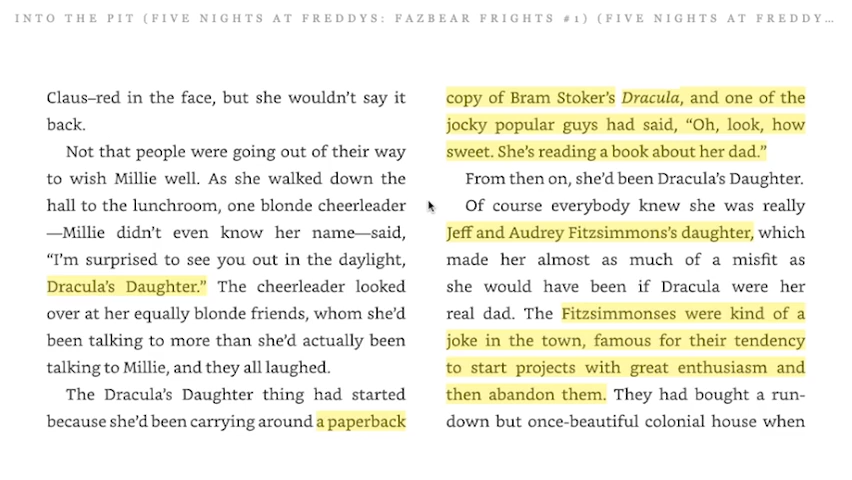 INTO THE PIT (FIVE NIGHTS AT FREDDYS: FAZBEAR FRIGHTS #1) (FIVE NIGHTS AT FREDDY...
Claus–red in the face, but she wouldn't say it
back.
Not that people were going out of their way
to wish Millie well. As she walked down the
hall to the lunchroom, one blonde cheerleader
—Millie didn't even know her name—said,
“I'm surprised to see you out in the daylight,
Dracula's Daughter.” The cheerleader looked
over at her equally blonde friends, whom she'd
been talking to more than she'd actually been
talking to Millie, and they all laughed.
The Dracula's Daughter thing had started
because she'd been carrying around a paperback
copy of Bram Stoker's Dracula, and one of the
jocky popular guys had said, “Oh, look, how
sweet. She's reading a book about her dad.”
From then on, she'd been Dracula's Daughter.
Of course everybody knew she was really
Jeff and Audrey Fitzsimmons's daughter, which
made her almost as much of a misfit as
she would have been if Dracula were her
real dad. The Fitzsimmonses were kind of a
joke in the town, famous for their tendency
to start projects with great enthusiasm and
then abandon them. They had bought a run-
down but once-beautiful colonial house when